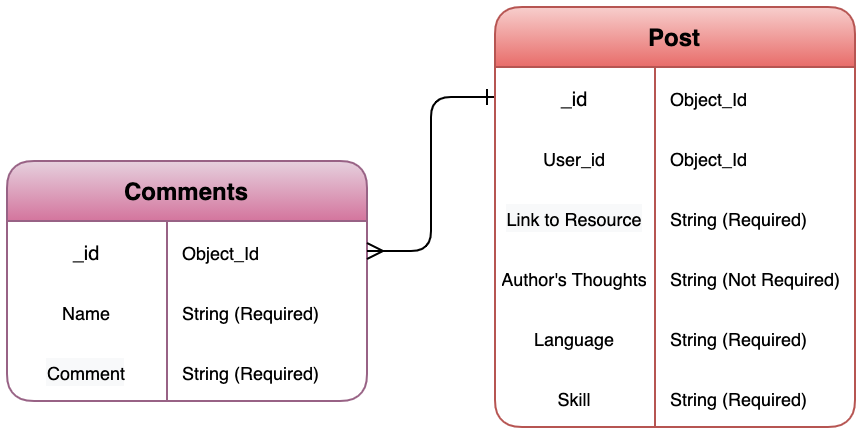 Post
_id Object_Id
User_id Object_Id
Link to Resource String (Required)
Author's Thoughts String (Not Required)
Language String (Required)
Skill String (Required)
Comments
_id Object_Id
Name String (Required)
Comment String (Required)